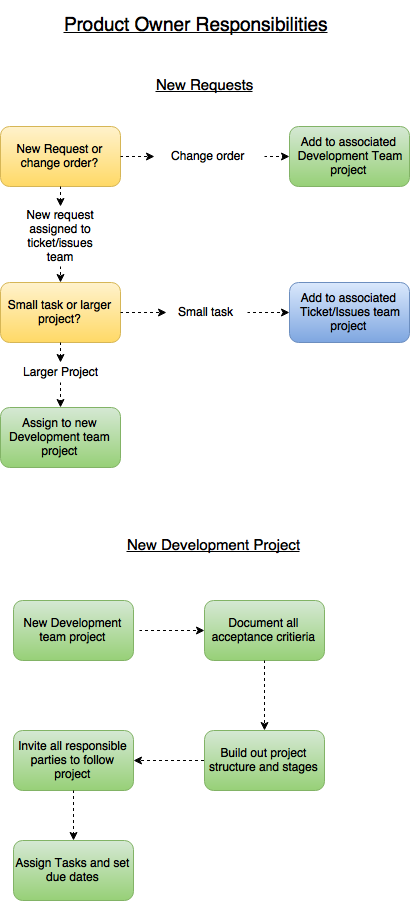 Product Owner Responsibilities
New Requests
New Request or
change order?
Change order
Add to associated
Development Team
project
New request
assigned to
ticket/issues
team
Small task or larger
project?
Small task
Add to associated
Ticket/Issues team
project
Larger Project
Assign to new
Development team
project
New Development Project
New Development
team project
Document all
acceptance critieria
Build out project
structure and stages
Invite all responsible
parties to follow
project
Assign Tasks and set
due dates